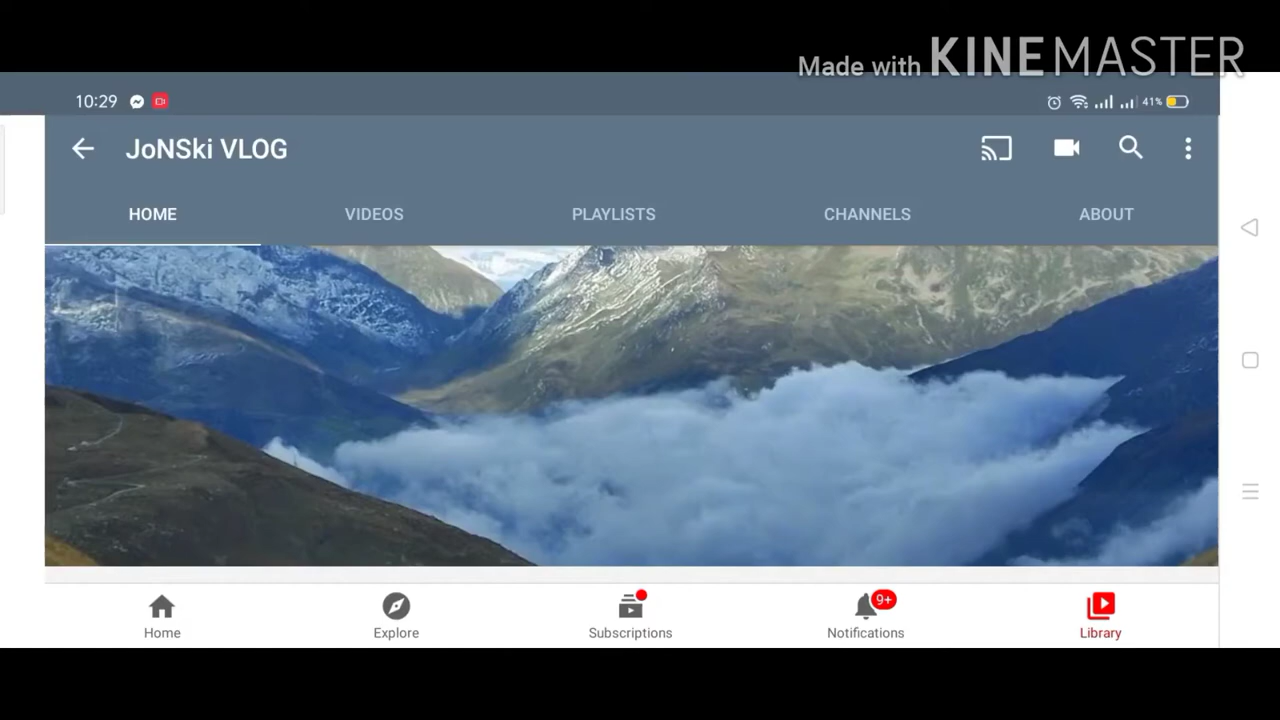 Made with KINEMASTER
10:29 41%
JoNSki VLOG
HOME VIDEOS PLAYLISTS CHANNELS ABOUT
9+
Home Explore Subscriptions Notifications Library